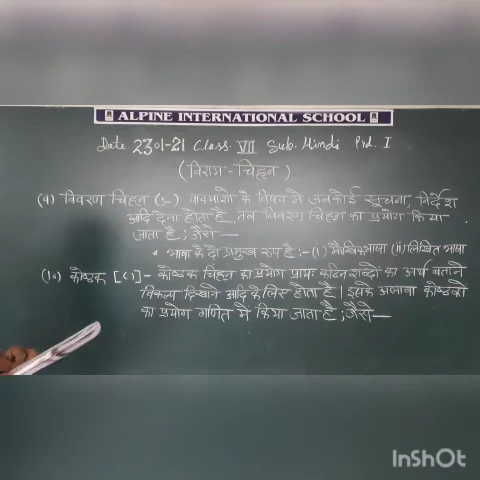 ALPINE INTERNATIONAL SCHOOL
Date 23-01-21 Class VII Sub. Hindi Prd. I
(विराम-चिह्न)
(9) विवरण चिह्न (:-) वाक्यांशो के विषय में जब कोई सूचना, निर्देश
आदि देना होता है, तब विवरण चिह्न का प्रयोग किया
जाता है; जैसे—
* भाषा के दो प्रमुख रूप है:- (i) मौखिक भाषा (ii) लिखित भाषा
(10) कोष्ठक [()]- कोष्ठक चिह्न का प्रयोग प्रायः कठिन शब्दों का अर्थ बताने
विकल्प दिखाने आदि के लिए होता है। इसके अलावा कोष्ठको
का प्रयोग गणित में किया जाता है; जैसे—
InShOt